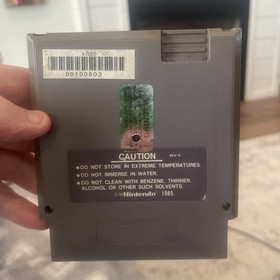 00100603
CAUTION
REV-A
●DO NOT STORE IN EXTREME TEMPERATURES.
●DO NOT IMMERSE IN WATER.
●DO NOT CLEAN WITH BENZENE, THINNER,
ALCOHOL OR OTHER SUCH SOLVENTS.
©Nintendo 1985